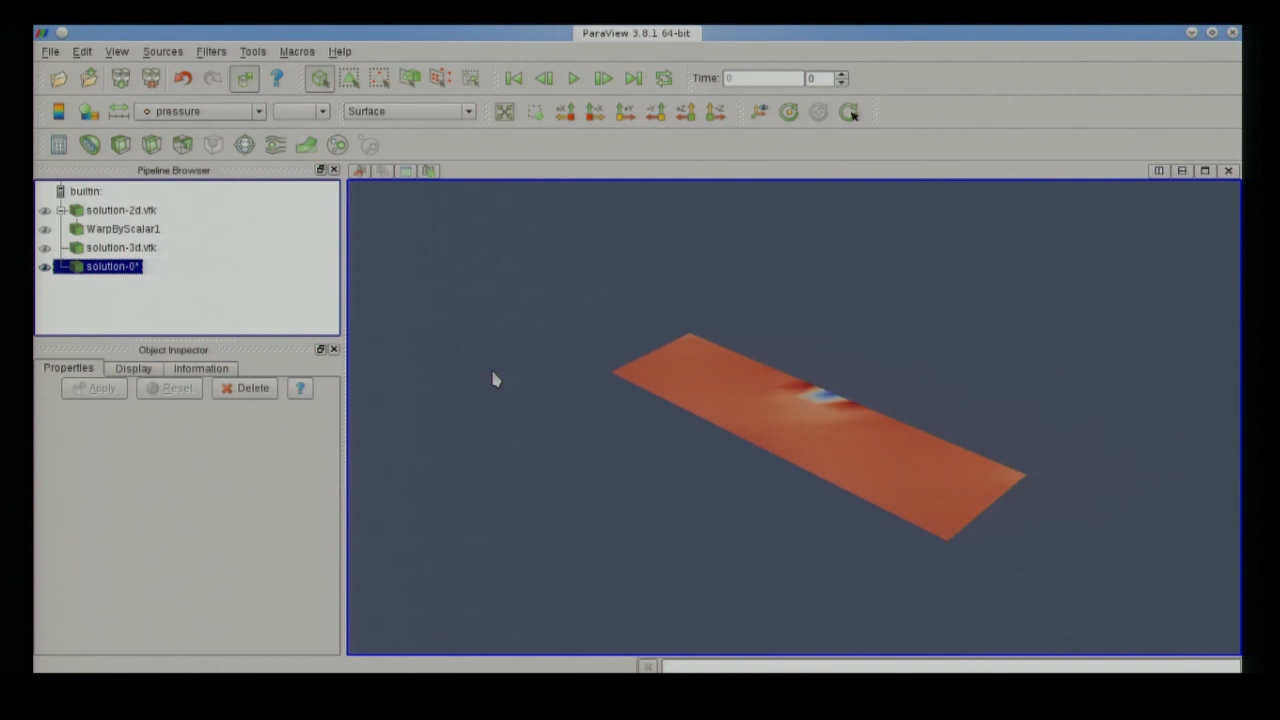 ParaView 3.8.1 64-bit
File Edit View Sources Filters Tools Macros Help
Time: 0 0
pressure Surface
+X -X +Y -Y +Z -Z
Pipeline Browser
builtin:
solution-2d.vtk
WarpByScalar1
solution-3d.vtk
solution-0*
Object Inspector
Properties Display Information
Apply Reset Delete ?